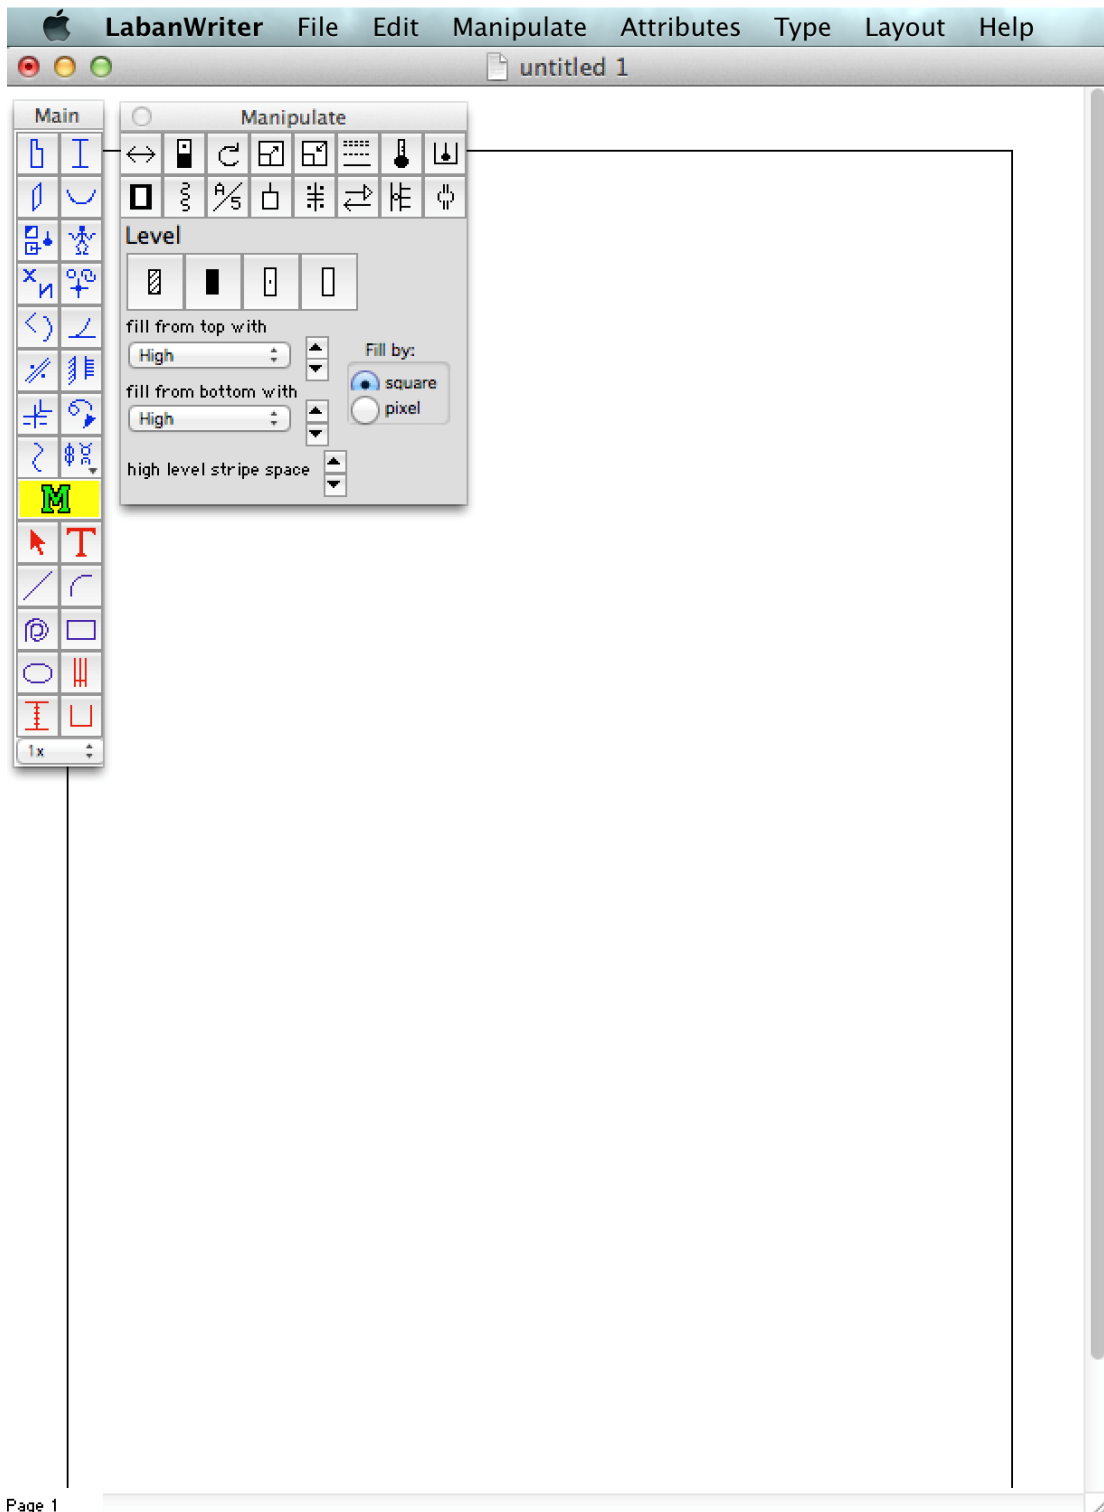 LabanWriter File Edit Manipulate Attributes Type Layout Help
untitled 1
Main
Manipulate
Level
fill from top with
High
Fill by:
square
fill from bottom with
pixel
High
high level stripe space
M
T
1x
Page 1